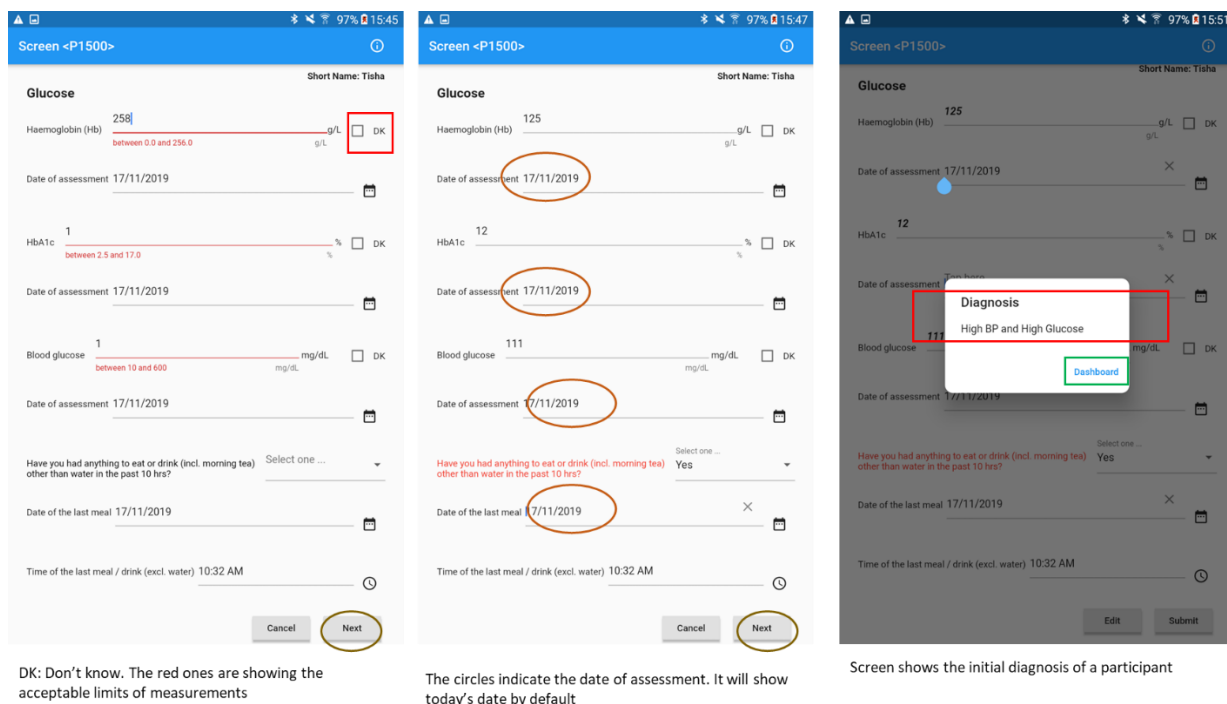 97% 15:45
Screen <P1500>
Short Name: Tisha
Glucose
Haemoglobin (Hb) 258 g/L DK
between 0.0 and 256.0 g/L
Date of assessment 17/11/2019
HbA1c 1 % DK
between 2.5 and 17.0 %
Date of assessment 17/11/2019
Blood glucose 1 mg/dL DK
between 10 and 600 mg/dL
Date of assessment 17/11/2019
Have you had anything to eat or drink (incl. morning tea) Select one ...
other than water in the past 10 hrs?
Date of the last meal 17/11/2019
Time of the last meal / drink (excl. water) 10:32 AM
Cancel Next
DK: Don't know. The red ones are showing the
acceptable limits of measurements
97% 15:47
Screen <P1500>
Short Name: Tisha
Glucose
Haemoglobin (Hb) 125 g/L DK
g/L
Date of assessment 17/11/2019
HbA1c 12 % DK
%
Date of assessment 17/11/2019
Blood glucose 111 mg/dL DK
mg/dL
Date of assessment 17/11/2019
Select one ...
Have you had anything to eat or drink (incl. morning tea) Yes
other than water in the past 10 hrs?
Date of the last meal 17/11/2019
Time of the last meal / drink (excl. water) 10:32 AM
Cancel Next
The circles indicate the date of assessment. It will show
today's date by default
97% 15:51
Screen <P1500>
Short Name: Tisha
Glucose
Haemoglobin (Hb) 125 g/L DK
g/L
Date of assessment 17/11/2019
HbA1c 12 % DK
%
Date of assessment Tap here
Diagnosis
High BP and High Glucose
Blood glucose 111 mg/dL DK
Dashboard
Date of assessment 17/11/2019
Select one ...
Have you had anything to eat or drink (incl. morning tea) Yes
other than water in the past 10 hrs?
Date of the last meal 17/11/2019
Time of the last meal / drink (excl. water) 10:32 AM
Edit Submit
Screen shows the initial diagnosis of a participant